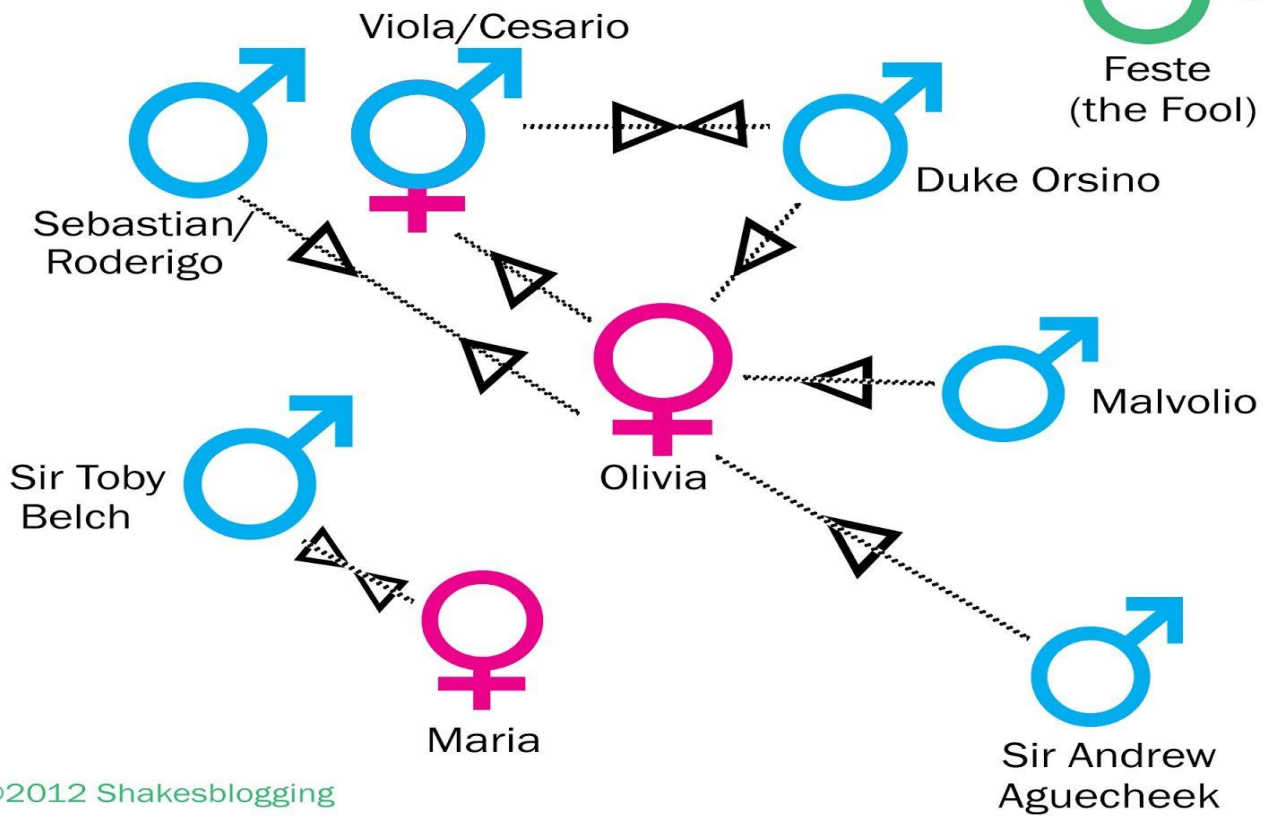 Viola/Cesario
Feste
(the Fool)
Duke Orsino
Sebastian/
Roderigo
Malvolio
Olivia
Sir Toby
Belch
Maria
Sir Andrew
Aguecheek
©2012 Shakesblogging